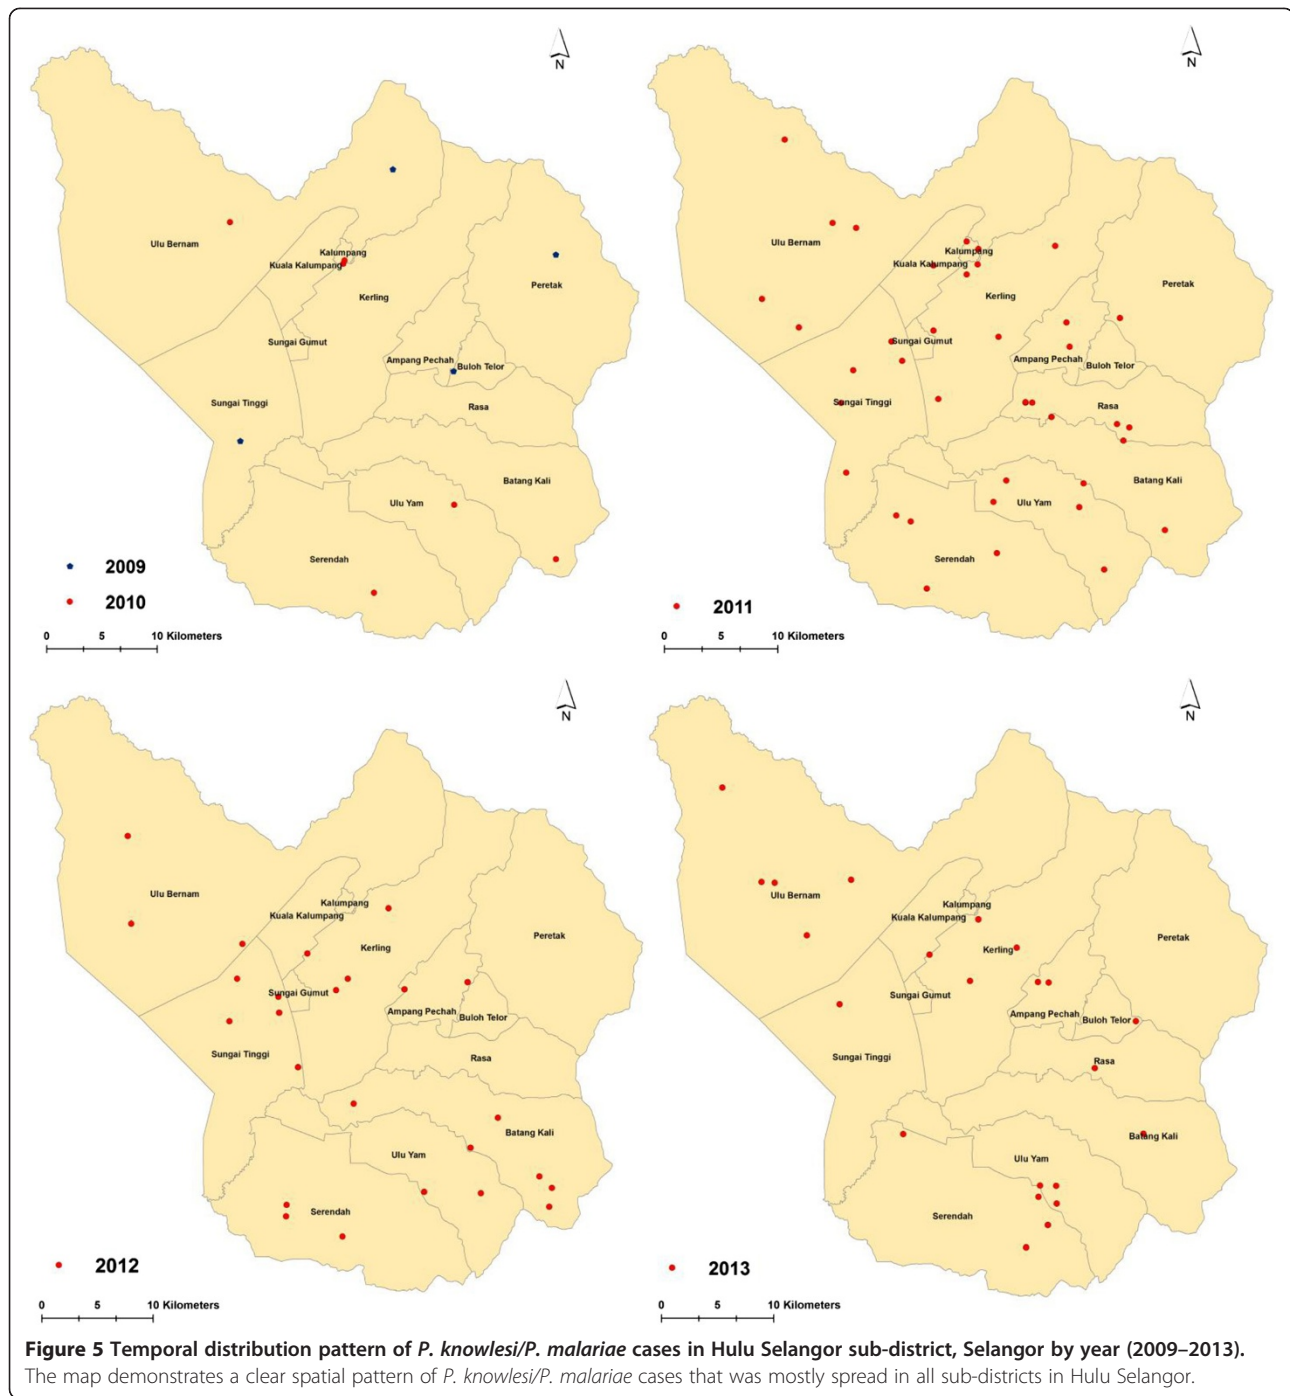 N
Ulu Bernam
Kalumpang
Kuala Kalumpang
Kerling
Peretak
Sungai Gumut
Ampang Pechah
Buloh Telor
Sungai Tinggi
Rasa
Batang Kali
Ulu Yam
Serendah
2009
2010
0 5 10 Kilometers
N
Ulu Bernam
Kalumpang
Kuala Kalumpang
Peretak
Kerling
Sungai Gumut
Ampang Pechah
Buloh Telor
Sungai Tinggi
Rasa
Batang Kali
Ulu Yam
Serendah
2011
0 5 10 Kilometers
N
Ulu Bernam
Kalumpang
Kuala Kalumpang
Peretak
Kerling
Sungai Gumut
Ampang Pechah
Buloh Telor
Sungai Tinggi
Rasa
Batang Kali
Ulu Yam
Serendah
2012
0 5 10 Kilometers
N
Ulu Bernam
Kalumpang
Kuala Kalumpang
Peretak
Kerling
Sungai Gumut
Ampang Pechah
Buloh Telor
Sungai Tinggi
Rasa
Batang Kali
Ulu Yam
Serendah
2013
0 5 10 Kilometers
Figure 5 Temporal distribution pattern of P. knowlesi/P. malariae cases in Hulu Selangor sub-district, Selangor by year (2009–2013).
The map demonstrates a clear spatial pattern of P. knowlesi/P. malariae cases that was mostly spread in all sub-districts in Hulu Selangor.